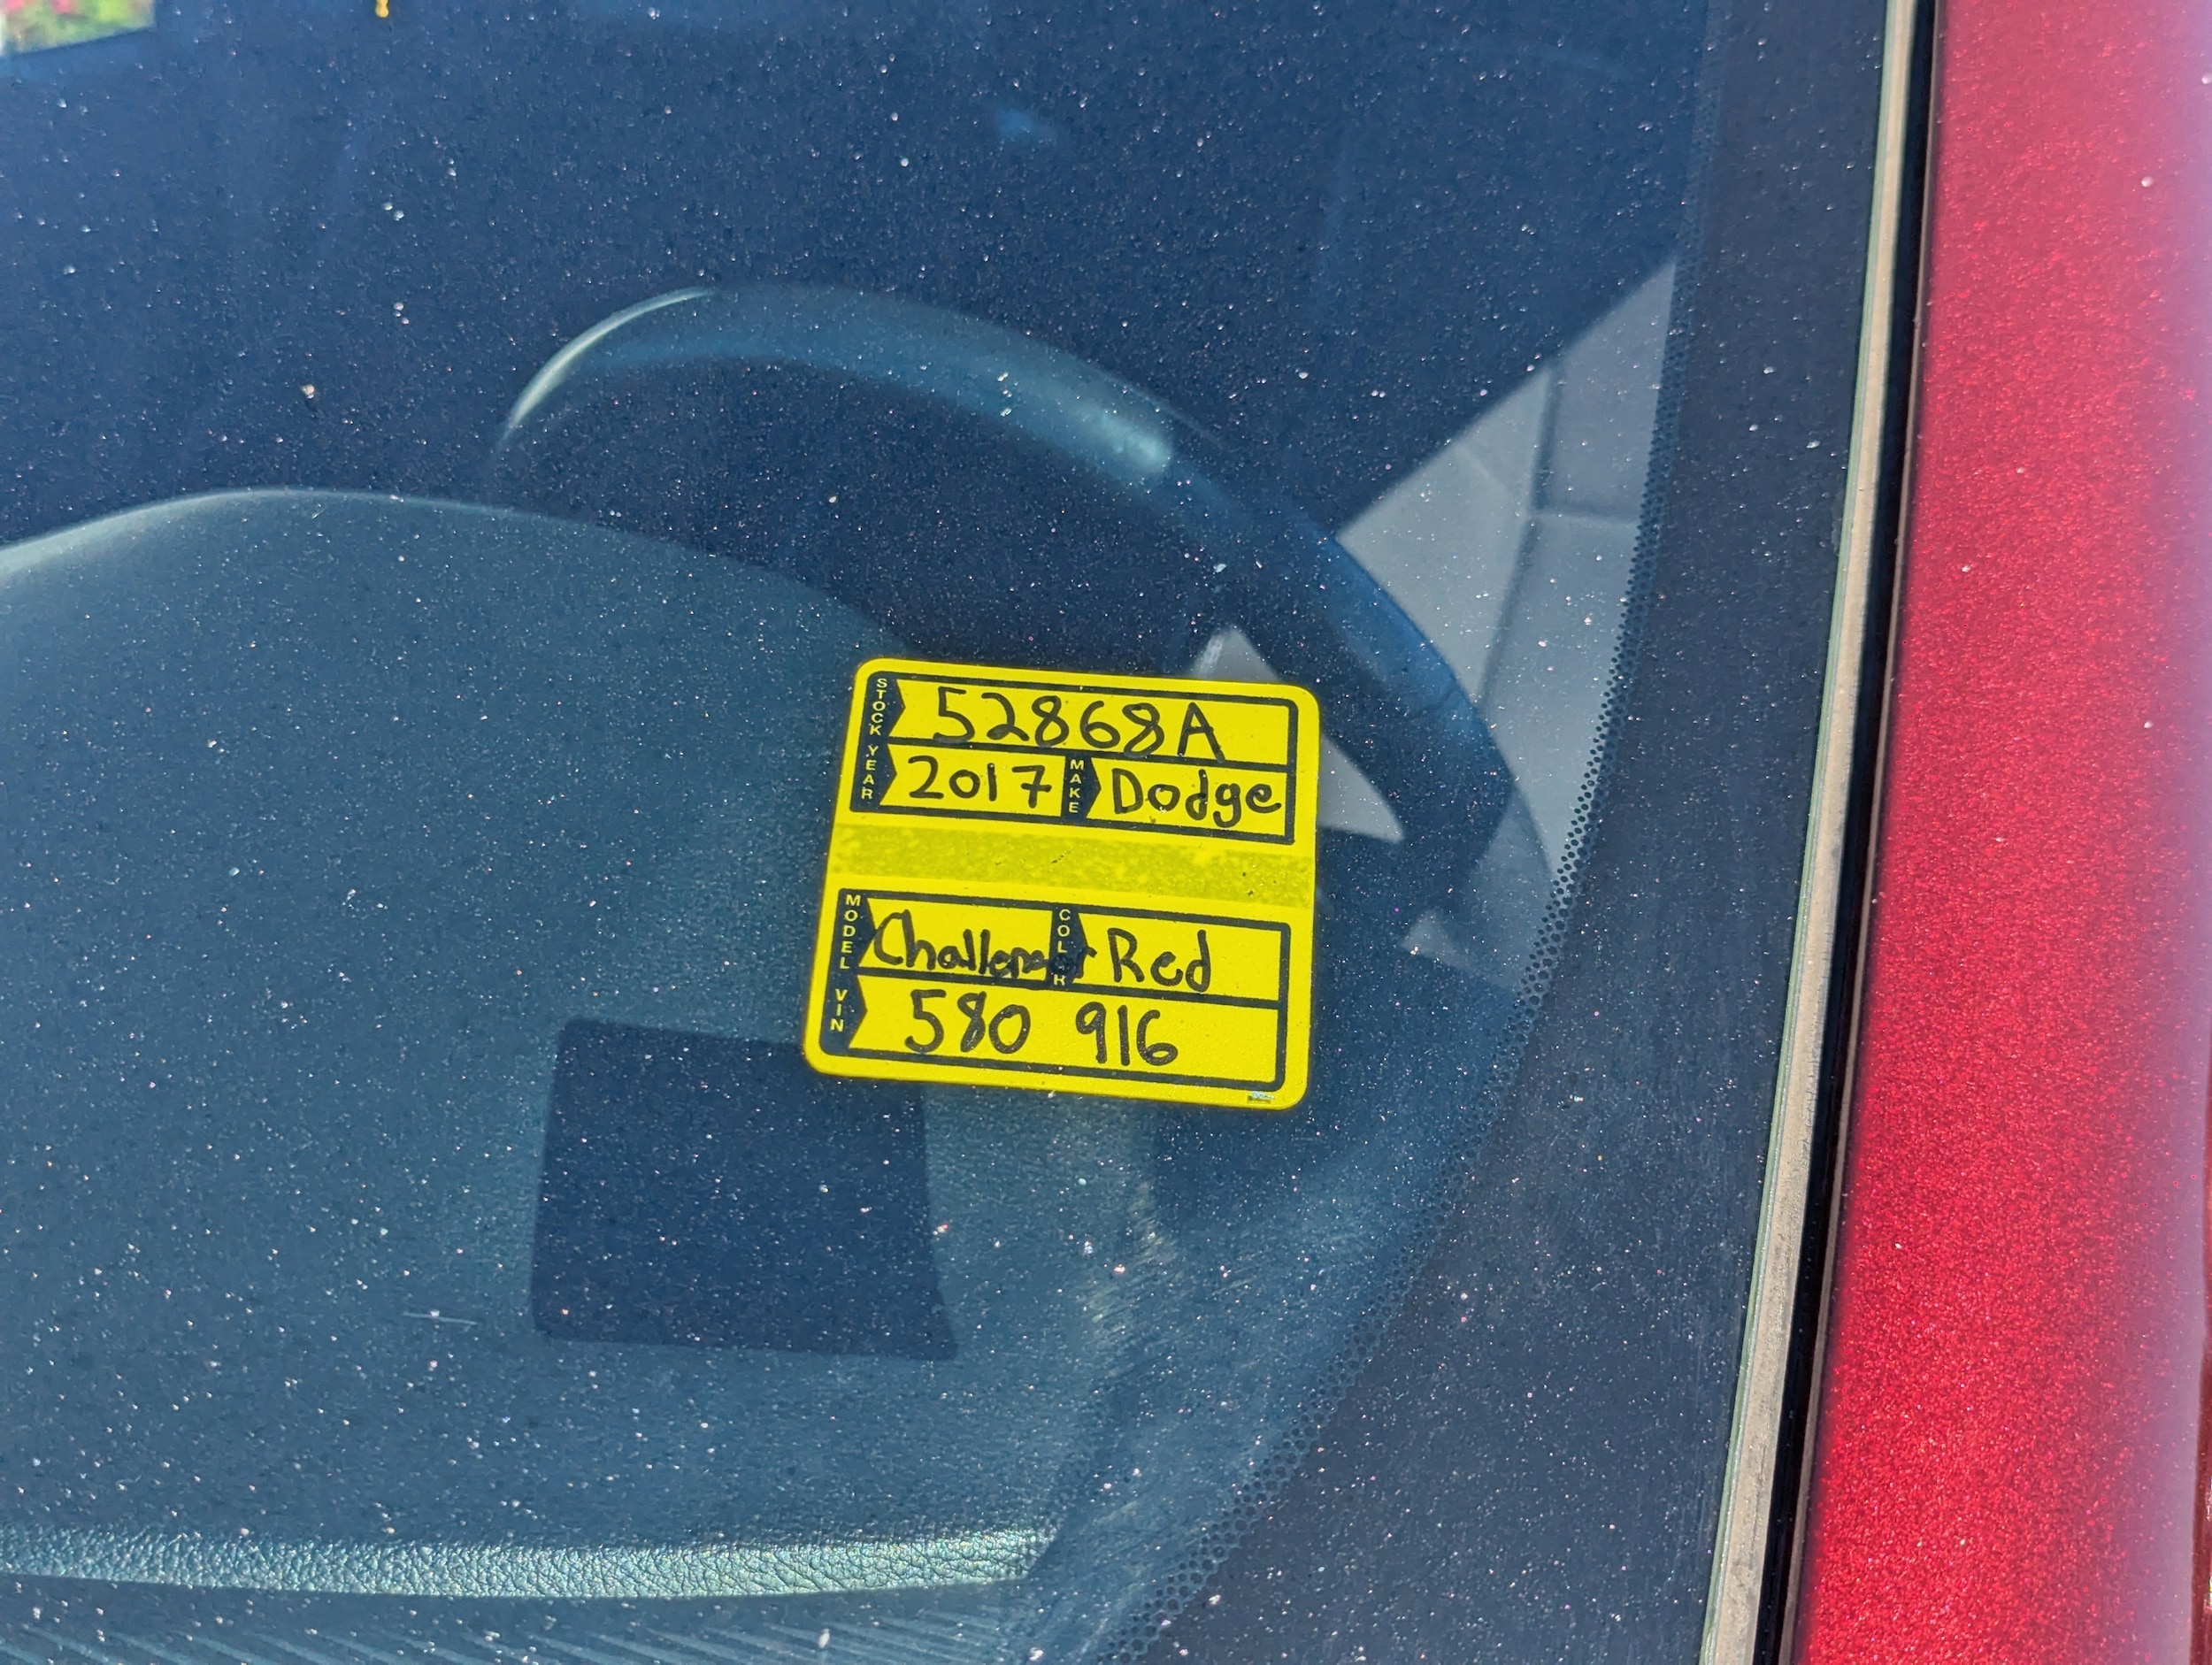 STOCK 52868A
YEAR 2017 MAKE Dodge
MODEL Challenger COLOR Red
VIN 580 916